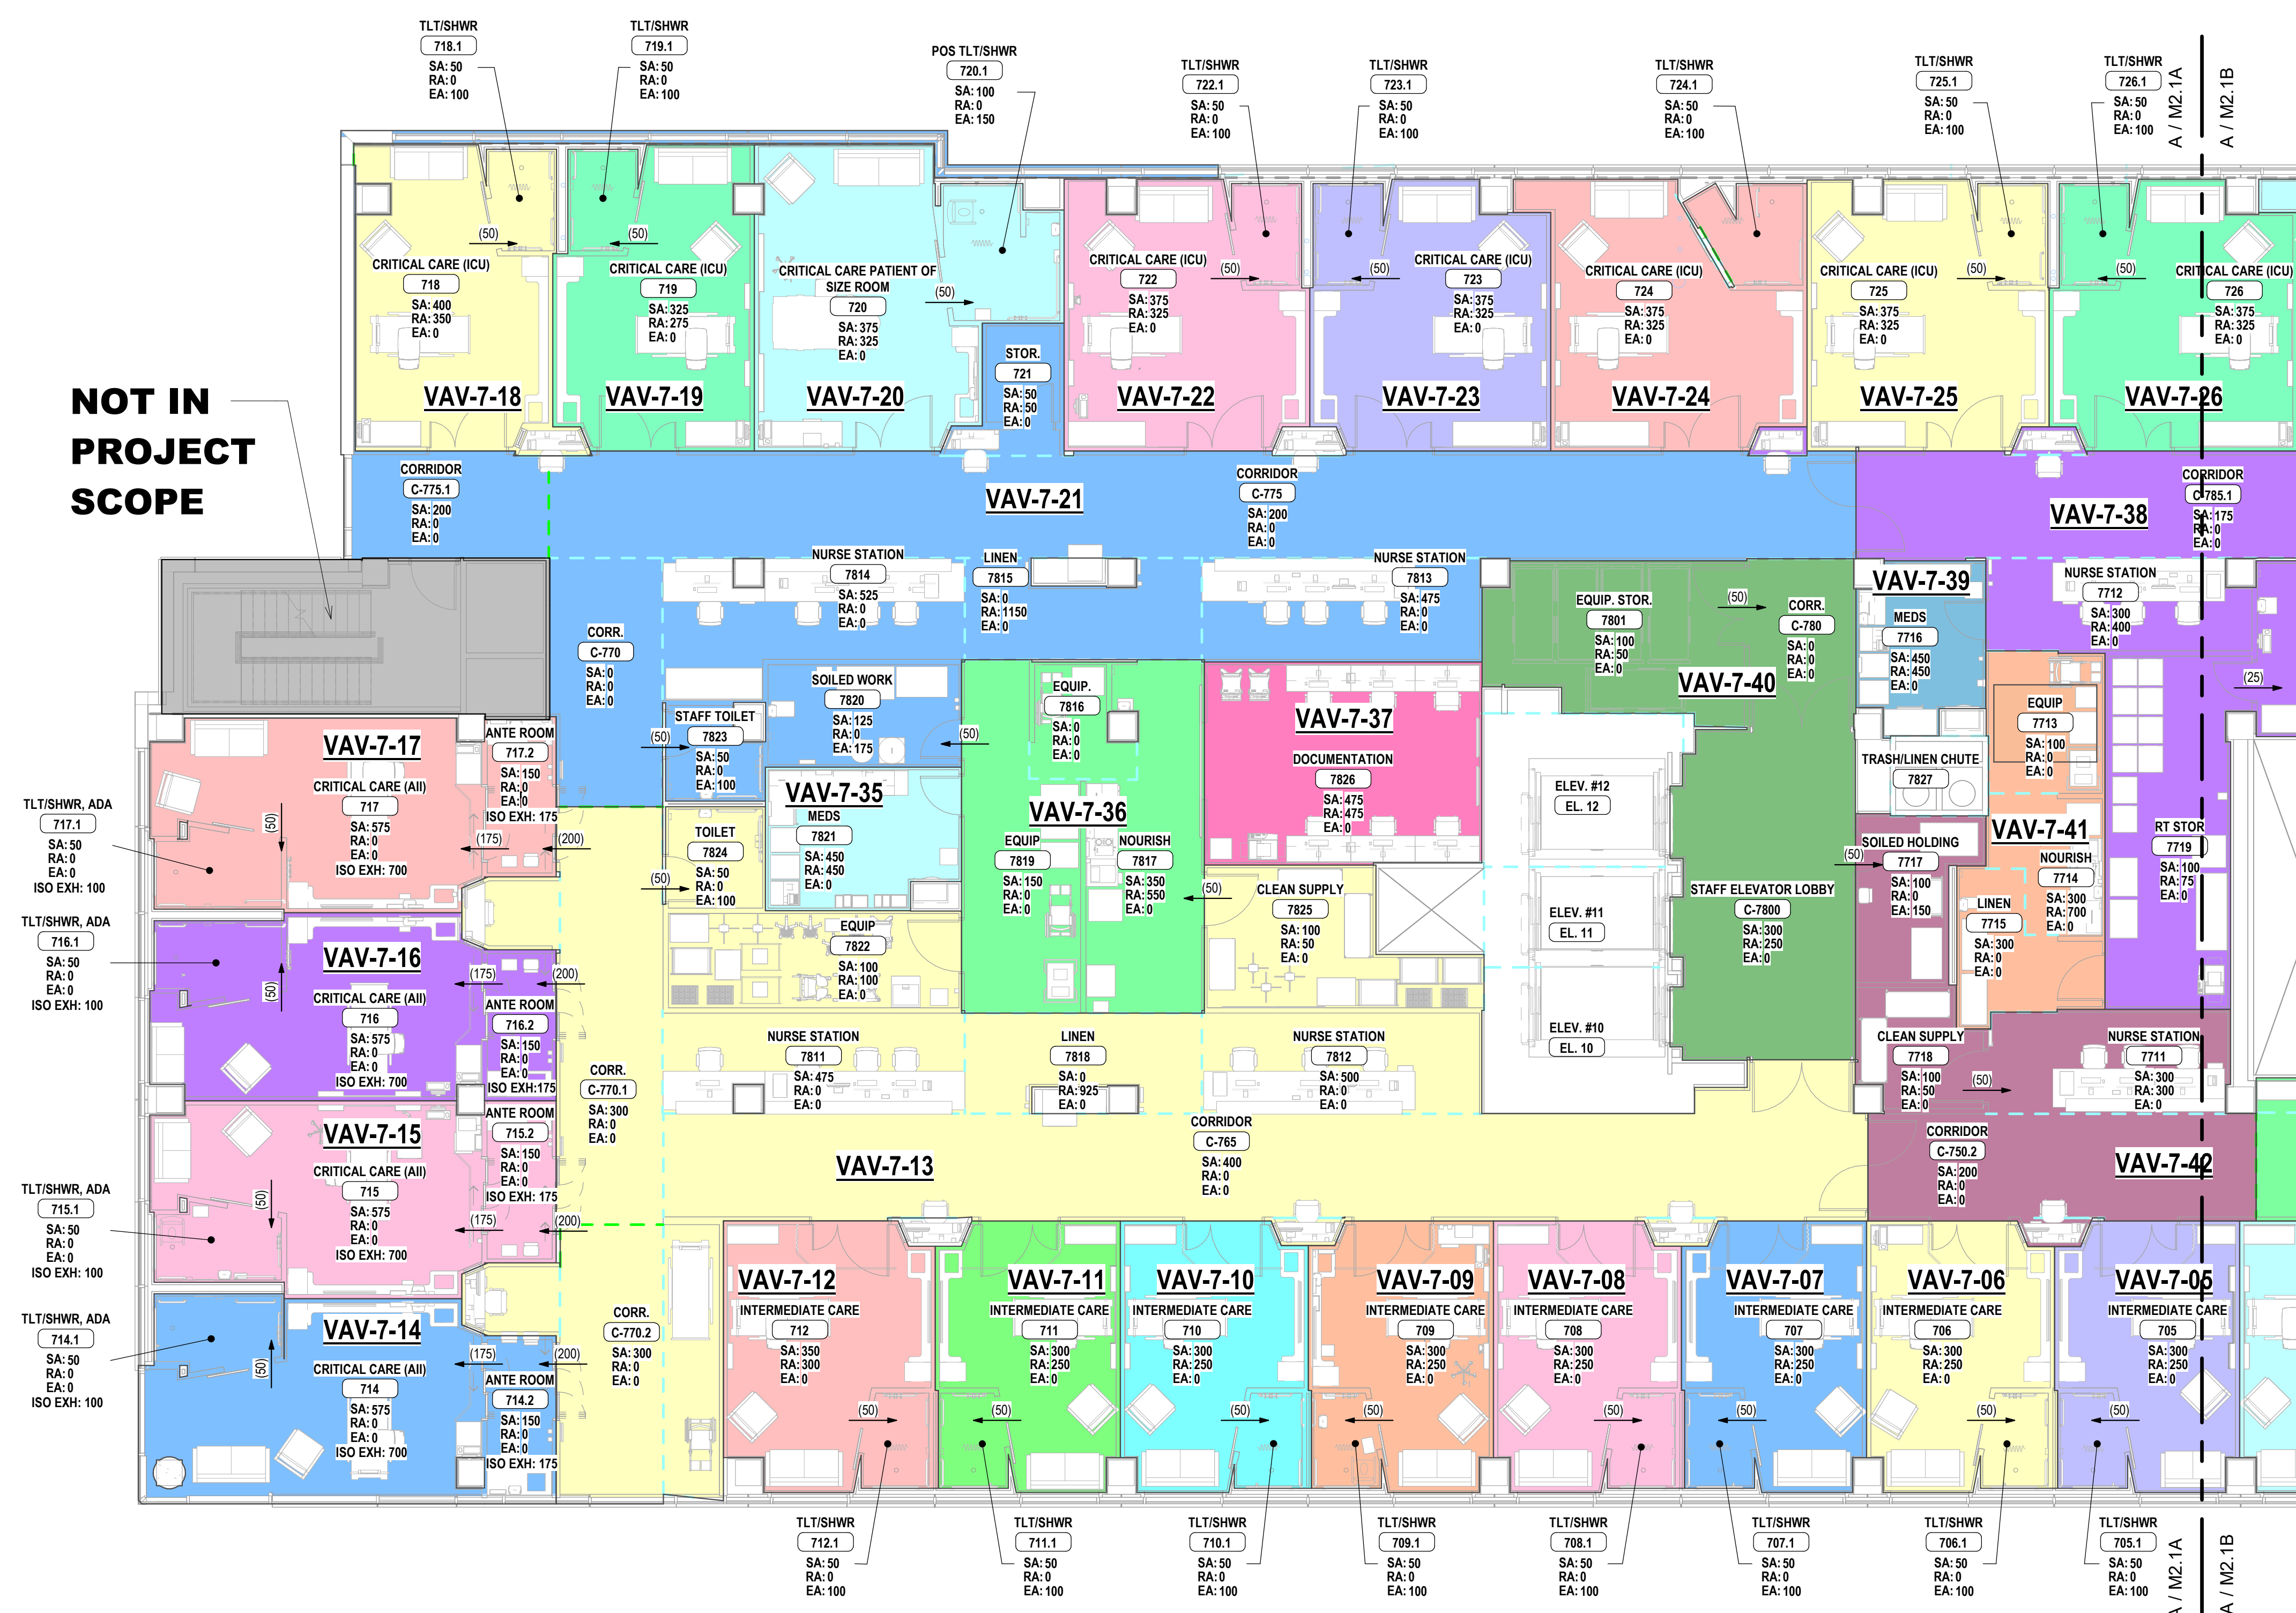 TLT/SHWR
718.1
SA: 50
RA: 0
EA: 100
TLT/SHWR
719.1
SA: 50
RA: 0
EA: 100
POS TLT/SHWR
720.1
SA: 100
RA: 0
EA: 150
TLT/SHWR
722.1
SA: 50
RA: 0
EA: 100
TLT/SHWR
723.1
SA: 50
RA: 0
EA: 100
TLT/SHWR
724.1
SA: 50
RA: 0
EA: 100
TLT/SHWR
725.1
SA: 50
RA: 0
EA: 100
TLT/SHWR
726.1
SA: 50
RA: 0
EA: 100
A / M2.1A
A / M2.1B
(50)
CRITICAL CARE (ICU)
718
SA: 400
RA: 350
EA: 0
VAV-7-18
(50)
CRITICAL CARE (ICU)
719
SA: 325
RA: 275
EA: 0
VAV-7-19
CRITICAL CARE PATIENT OF
SIZE ROOM
720
SA: 375
RA: 325
EA: 0
VAV-7-20
(50)
STOR.
721
SA: 50
RA: 50
EA: 0
CRITICAL CARE (ICU)
722
SA: 375
RA: 325
EA: 0
VAV-7-22
(50)
CRITICAL CARE (ICU)
723
SA: 375
RA: 325
EA: 0
VAV-7-23
(50)
CRITICAL CARE (ICU)
724
SA: 375
RA: 325
EA: 0
VAV-7-24
CRITICAL CARE (ICU)
725
SA: 375
RA: 325
EA: 0
VAV-7-25
(50)
CRITICAL CARE (ICU)
726
SA: 375
RA: 325
EA: 0
VAV-7-26
(50)
NOT IN
PROJECT
SCOPE
CORRIDOR
C-775.1
SA: 200
RA: 0
EA: 0
VAV-7-21
CORRIDOR
C-775
SA: 200
RA: 0
EA: 0
VAV-7-38
CORRIDOR
C-785.1
SA: 175
RA: 0
EA: 0
NURSE STATION
7814
SA: 525
RA: 0
EA: 0
LINEN
7815
SA: 0
RA: 1150
EA: 0
NURSE STATION
7813
SA: 475
RA: 0
EA: 0
EQUIP. STOR.
7801
SA: 100
RA: 50
EA: 0
(50)
CORR.
C-780
SA: 0
RA: 0
EA: 0
VAV-7-40
VAV-7-39
MEDS
7716
SA: 450
RA: 450
EA: 0
NURSE STATION
7712
SA: 300
RA: 400
EA: 0
(25)
CORR.
C-770
SA: 0
RA: 0
EA: 0
SOILED WORK
7820
SA: 125
RA: 0
EA: 175
(50)
STAFF TOILET
7823
SA: 50
RA: 0
EA: 100
(50)
EQUIP.
7816
SA: 0
RA: 0
EA: 0
VAV-7-37
DOCUMENTATION
7826
SA: 475
RA: 475
EA: 0
ELEV. #12
EL. 12
TRASH/LINEN CHUTE
7827
EQUIP
7713
SA: 100
RA: 0
EA: 0
VAV-7-41
VAV-7-17
CRITICAL CARE (AII)
717
SA: 575
RA: 0
EA: 0
ISO EXH: 700
ANTE ROOM
717.2
SA: 150
RA: 0
EA: 0
ISO EXH: 175
(50)
(175)
(200)
TLT/SHWR, ADA
717.1
SA: 50
RA: 0
EA: 0
ISO EXH: 100
TOILET
7824
SA: 50
RA: 0
EA: 100
(50)
VAV-7-35
MEDS
7821
SA: 450
RA: 450
EA: 0
VAV-7-36
EQUIP
7819
SA: 150
RA: 0
EA: 0
NOURISH
7817
SA: 350
RA: 550
EA: 0
(50)
CLEAN SUPPLY
7825
SA: 100
RA: 50
EA: 0
STAFF ELEVATOR LOBBY
C-7800
SA: 300
RA: 250
EA: 0
(50)
SOILED HOLDING
7717
SA: 100
RA: 0
EA: 150
NOURISH
7714
SA: 300
RA: 700
EA: 0
RT STOR
7719
SA: 100
RA: 75
EA: 0
LINEN
7715
SA: 300
RA: 0
EA: 0
ELEV. #11
EL. 11
TLT/SHWR, ADA
716.1
SA: 50
RA: 0
EA: 0
ISO EXH: 100
VAV-7-16
CRITICAL CARE (AII)
716
SA: 575
RA: 0
EA: 0
ISO EXH: 700
(50)
(175)
(200)
ANTE ROOM
716.2
SA: 150
RA: 0
EA: 0
ISO EXH:175
EQUIP
7822
SA: 100
RA: 100
EA: 0
NURSE STATION
7811
SA: 475
RA: 0
EA: 0
LINEN
7818
SA: 0
RA: 925
EA: 0
NURSE STATION
7812
SA: 500
RA: 0
EA: 0
ELEV. #10
EL. 10
CLEAN SUPPLY
7718
SA: 100
RA: 50
EA: 0
(50)
NURSE STATION
7711
SA: 300
RA: 300
EA: 0
CORR.
C-770.1
SA: 300
RA: 0
EA: 0
VAV-7-15
CRITICAL CARE (AII)
715
SA: 575
RA: 0
EA: 0
ISO EXH: 700
ANTE ROOM
715.2
SA: 150
RA: 0
EA: 0
ISO EXH: 175
(50)
(175)
(200)
TLT/SHWR, ADA
715.1
SA: 50
RA: 0
EA: 0
ISO EXH: 100
VAV-7-13
CORRIDOR
C-765
SA: 400
RA: 0
EA: 0
CORRIDOR
C-750.2
SA: 200
RA: 0
EA: 0
VAV-7-42
TLT/SHWR, ADA
714.1
SA: 50
RA: 0
EA: 0
ISO EXH: 100
VAV-7-14
CRITICAL CARE (AII)
714
SA: 575
RA: 0
EA: 0
ISO EXH: 700
(50)
(175)
(200)
ANTE ROOM
714.2
SA: 150
RA: 0
EA: 0
ISO EXH: 175
CORR.
C-770.2
SA: 300
RA: 0
EA: 0
VAV-7-12
INTERMEDIATE CARE
712
SA: 350
RA: 300
EA: 0
(50)
VAV-7-11
INTERMEDIATE CARE
711
SA: 300
RA: 250
EA: 0
(50)
VAV-7-10
INTERMEDIATE CARE
710
SA: 300
RA: 250
EA: 0
(50)
VAV-7-09
INTERMEDIATE CARE
709
SA: 300
RA: 250
EA: 0
(50)
VAV-7-08
INTERMEDIATE CARE
708
SA: 300
RA: 250
EA: 0
(50)
VAV-7-07
INTERMEDIATE CARE
707
SA: 300
RA: 250
EA: 0
(50)
VAV-7-06
INTERMEDIATE CARE
706
SA: 300
RA: 250
EA: 0
(50)
VAV-7-05
INTERMEDIATE CARE
705
SA: 300
RA: 250
EA: 0
(50)
TLT/SHWR
712.1
SA: 50
RA: 0
EA: 100
TLT/SHWR
711.1
SA: 50
RA: 0
EA: 100
TLT/SHWR
710.1
SA: 50
RA: 0
EA: 100
TLT/SHWR
709.1
SA: 50
RA: 0
EA: 100
TLT/SHWR
708.1
SA: 50
RA: 0
EA: 100
TLT/SHWR
707.1
SA: 50
RA: 0
EA: 100
TLT/SHWR
706.1
SA: 50
RA: 0
EA: 100
TLT/SHWR
705.1
SA: 50
RA: 0
EA: 100
A / M2.1A
A / M2.1B